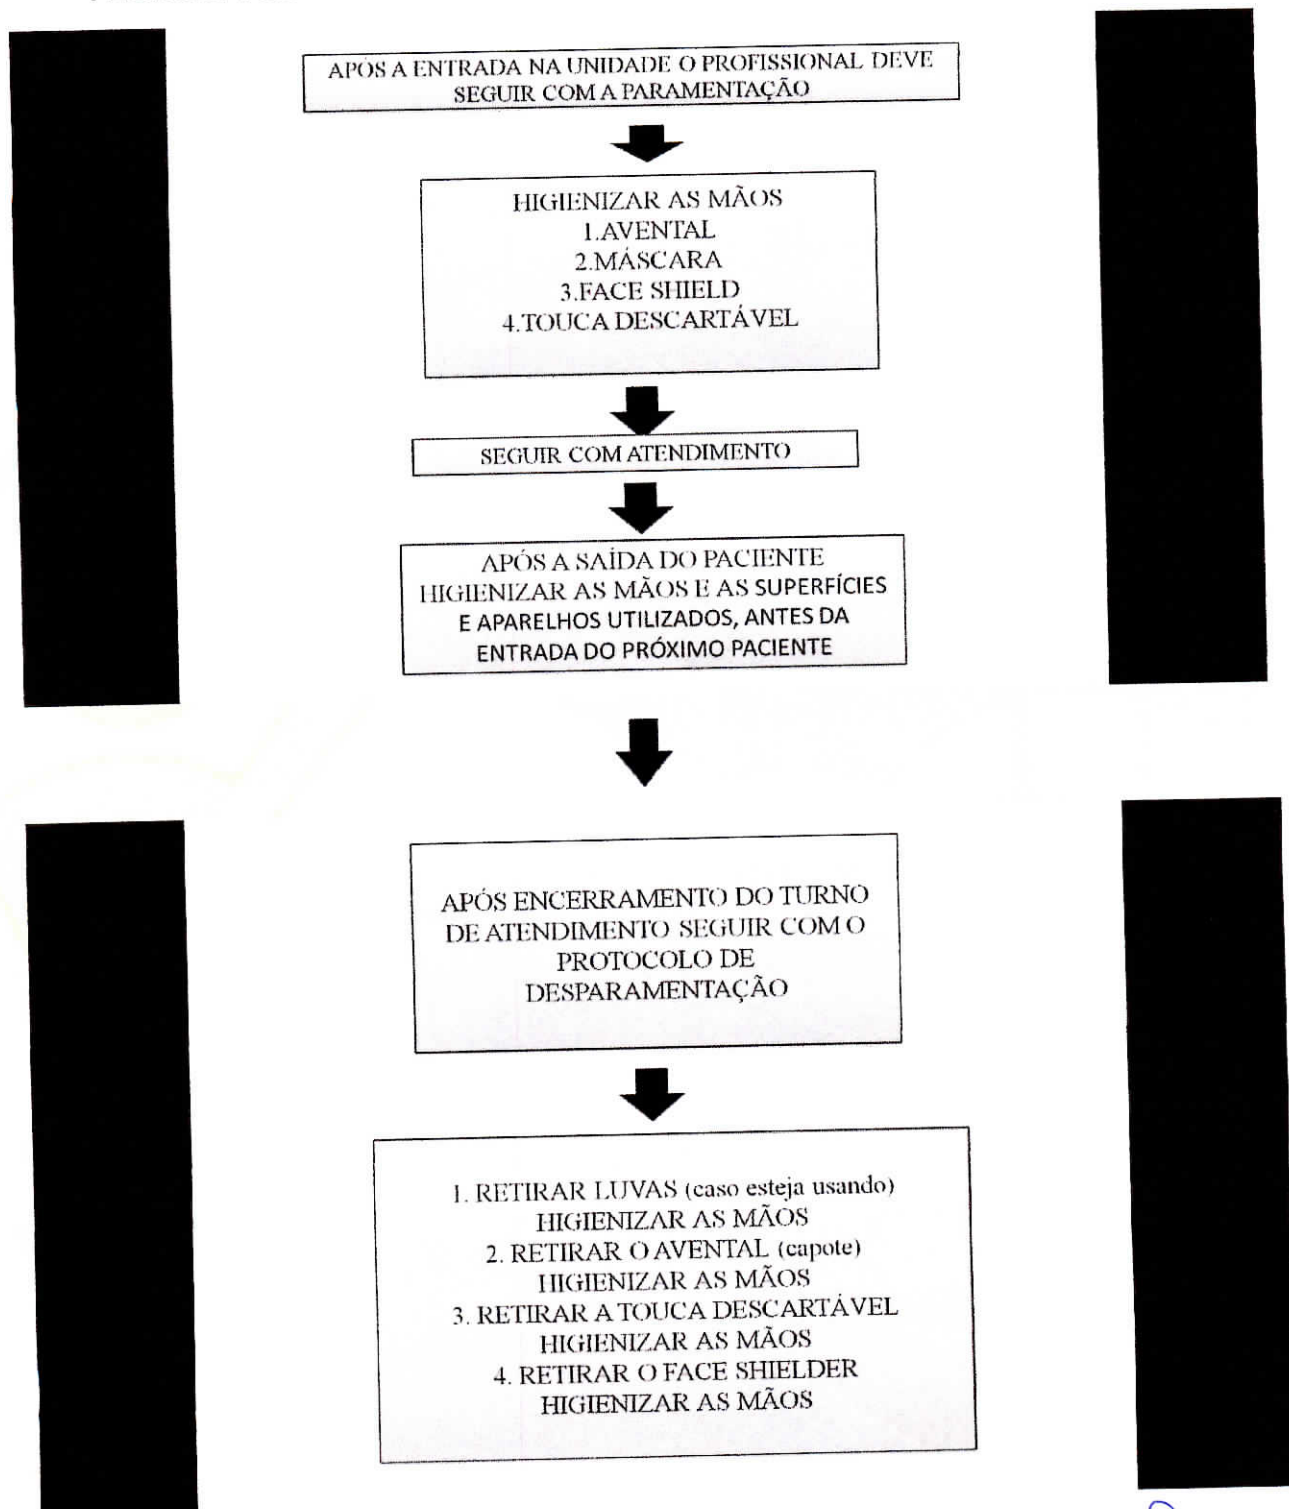 APÓS A ENTRADA NA UNIDADE O PROFISSIONAL DEVE
SEGUIR COM A PARAMENTAÇÃO
HIGIENIZAR AS MÃOS
1.AVENTAL
2.MÁSCARA
3.FACE SHIELD
4.TOUCA DESCARTÁVEL
SEGUIR COM ATENDIMENTO
APÓS A SAÍDA DO PACIENTE
HIGIENIZAR AS MÃOS E AS SUPERFÍCIES
E APARELHOS UTILIZADOS, ANTES DA
ENTRADA DO PRÓXIMO PACIENTE
APÓS ENCERRAMENTO DO TURNO
DE ATENDIMENTO SEGUIR COM O
PROTOCOLO DE
DESPARAMENTAÇÃO
1. RETIRAR LUVAS (caso esteja usando)
HIGIENIZAR AS MÃOS
2. RETIRAR O AVENTAL (capote)
HIGIENIZAR AS MÃOS
3. RETIRAR A TOUCA DESCARTÁVEL
HIGIENIZAR AS MÃOS
4. RETIRAR O FACE SHIELDER
HIGIENIZAR AS MÃOS